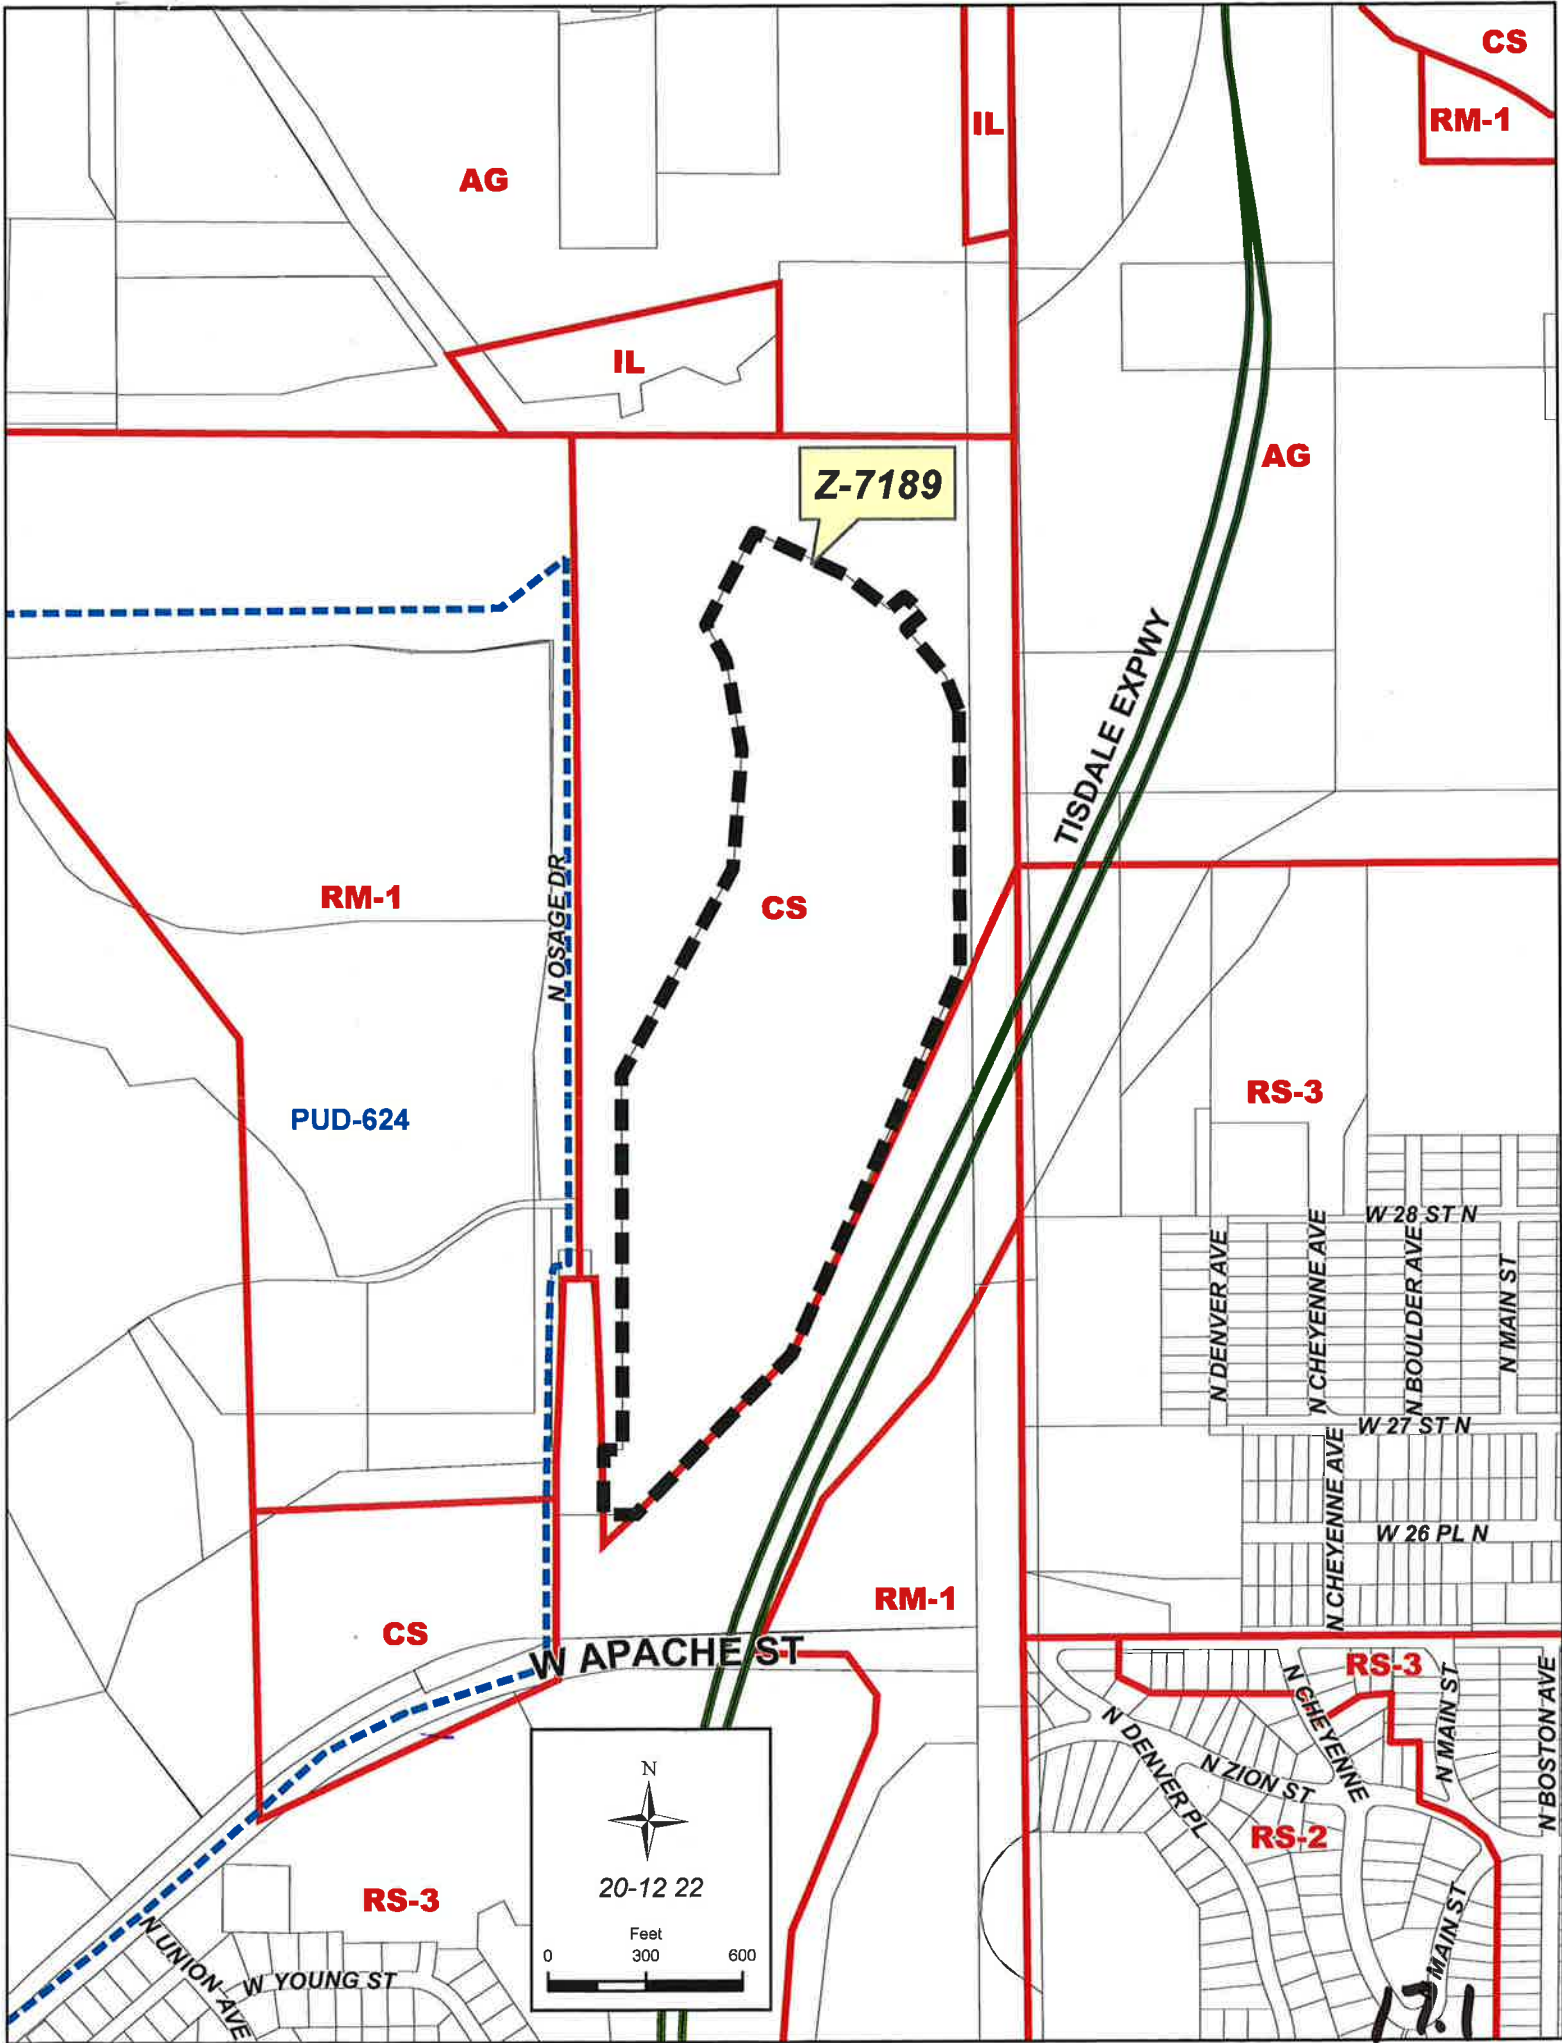 CS
RM-1
IL
AG
IL
AG
Z-7189
TISDALE EXPWY
RM-1
N OSAGE DR
CS
PUD-624
RS-3
W 28 ST N
N DENVER AVE
N CHEYENNE AVE
N BOULDER AVE
N MAIN ST
W 27 ST N
N CHEYENNE AVE
W 26 PL N
RM-1
CS
W APACHE ST
RS-3
N CHEYENNE
N MAIN ST
N BOSTON AVE
N DENVER PL
N ZION ST
RS-2
N
20-12 22
Feet
0 300 600
RS-3
N UNION AVE
W YOUNG ST
MAIN ST
17.1